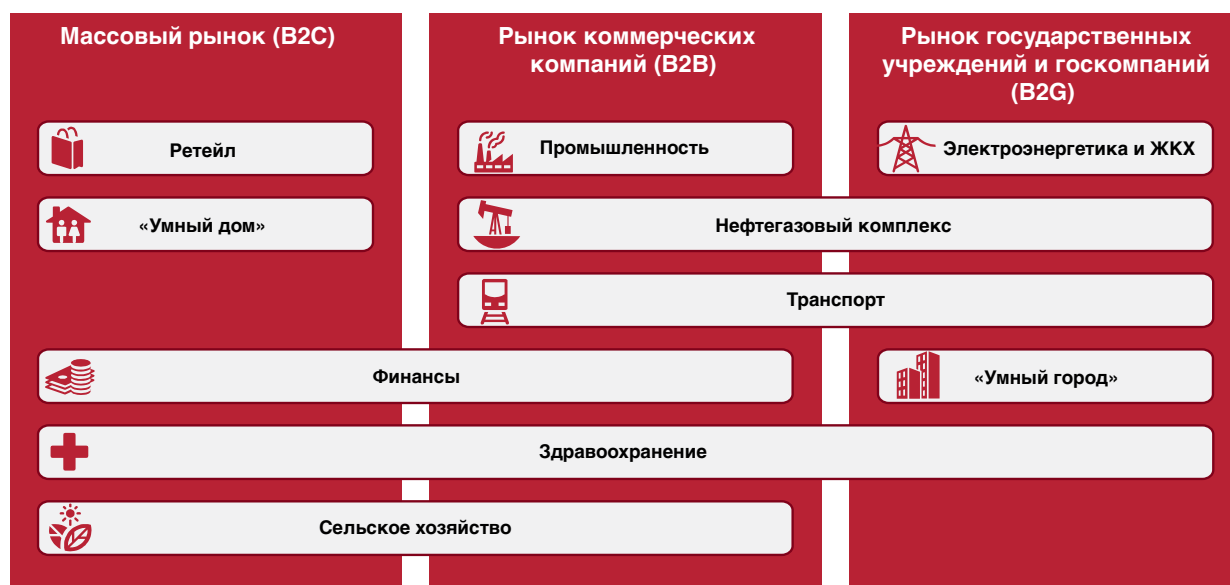 Массовый рынок (B2C)
Рынок коммерческих
компаний (B2B)
Рынок государственных
учреждений и госкомпаний
(B2G)
Ретейл
Промышленность
Электроэнергетика и ЖКХ
«Умный дом»
Нефтегазовый комплекс
Транспорт
Финансы
«Умный город»
Здравоохранение
Сельское хозяйство